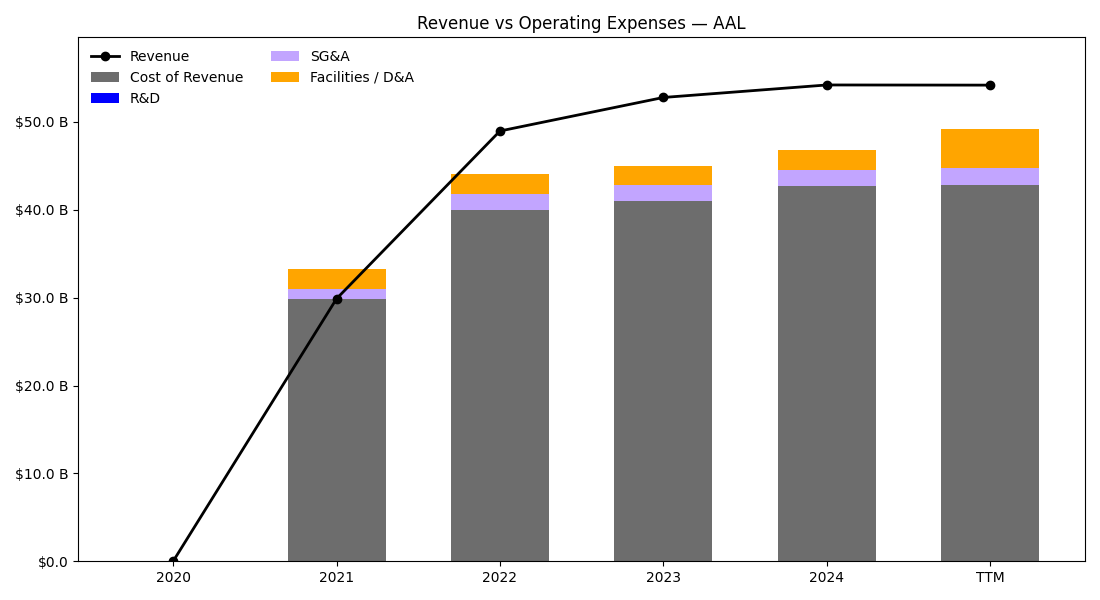 Revenue vs Operating Expenses — AAL
Revenue
Cost of Revenue
R&D
SG&A
Facilities / D&A
$50.0 B
$40.0 B
$30.0 B
$20.0 B
$10.0 B
$0.0
2020 2021 2022 2023 2024 TTM